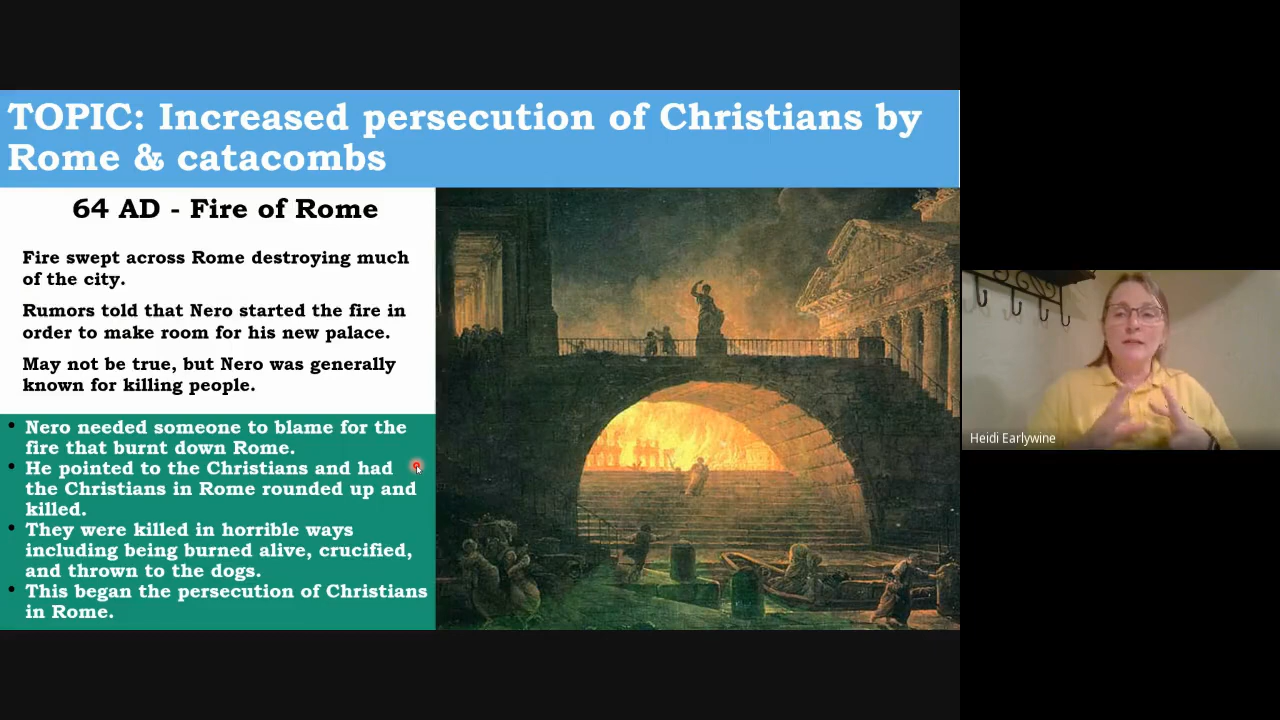 TOPIC: Increased persecution of Christians by
Rome & catacombs
64 AD - Fire of Rome
Fire swept across Rome destroying much
of the city.
Rumors told that Nero started the fire in
order to make room for his new palace.
May not be true, but Nero was generally
known for killing people.
• Nero needed someone to blame for the
fire that burnt down Rome.
• He pointed to the Christians and had
the Christians in Rome rounded up and
killed.
• They were killed in horrible ways
including being burned alive, crucified,
and thrown to the dogs.
• This began the persecution of Christians
in Rome.
Heidi Earlywine